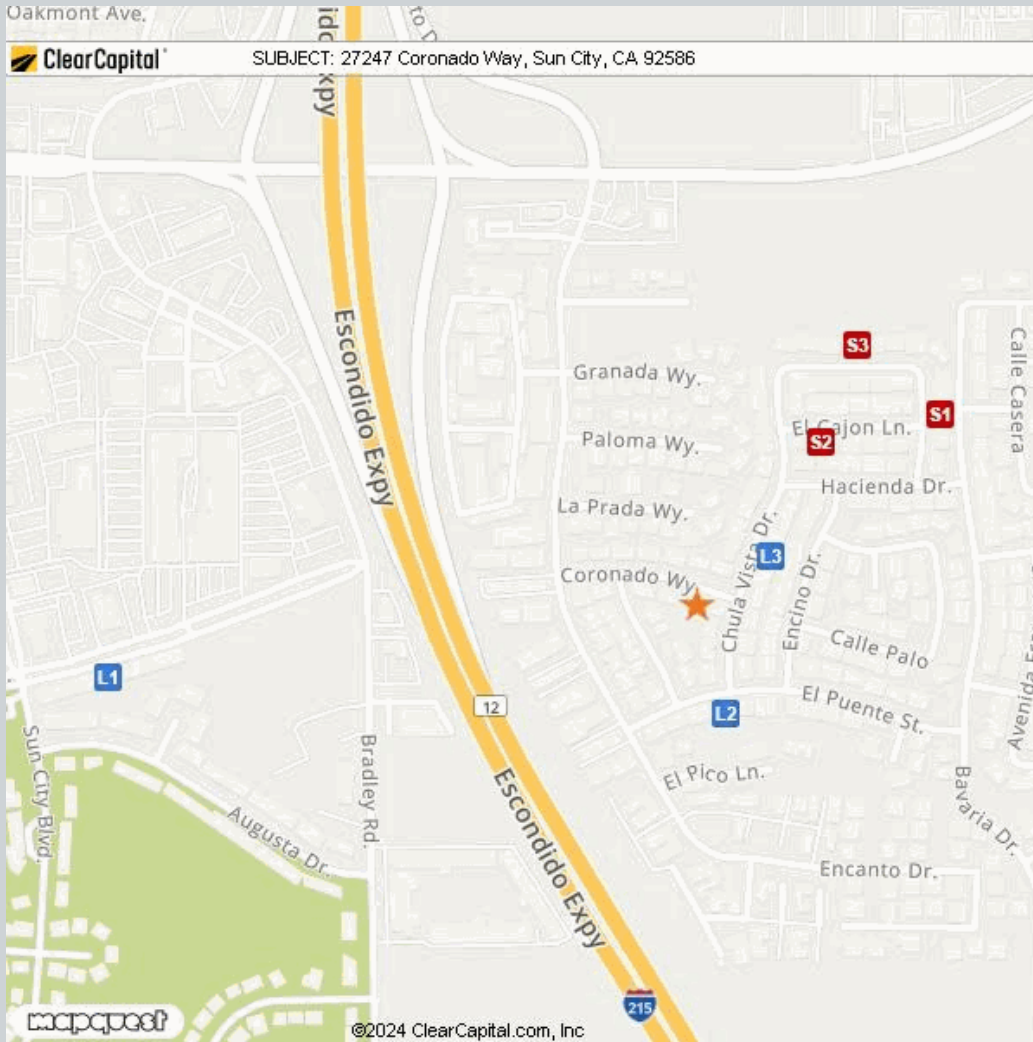 Oakmont Ave.
ClearCapital
SUBJECT: 27247 Coronado Way, Sun City, CA 92586
Escondido Expy
Calle Casera
S3
Granada Wy.
S1
El Cajon Ln.
Paloma Wy.
S2
Hacienda Dr.
La Prada Wy.
Chula Vista Dr.
L3
Coronado Wy.
Encino Dr.
Calle Palo
L1
12
L2
El Puente St.
Sun City Blvd.
Bradley Rd.
El Pico Ln.
Bavaria Dr.
Augusta Dr.
Escondido Expy
Encanto Dr.
215
mapquest
©2024 ClearCapital.com, Inc